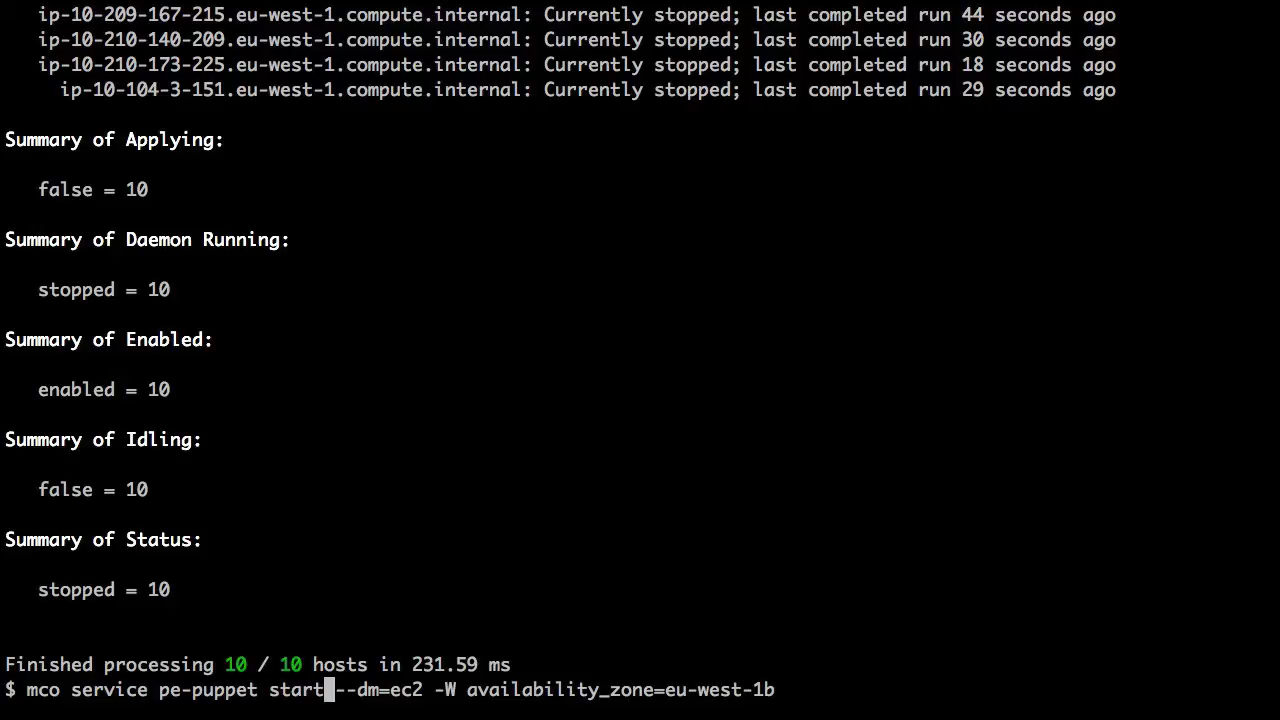 ip-10-209-167-215.eu-west-1.compute.internal: Currently stopped; last completed run 44 seconds ago
ip-10-210-140-209.eu-west-1.compute.internal: Currently stopped; last completed run 30 seconds ago
ip-10-210-173-225.eu-west-1.compute.internal: Currently stopped; last completed run 18 seconds ago
ip-10-104-3-151.eu-west-1.compute.internal: Currently stopped; last completed run 29 seconds ago
Summary of Applying:
false = 10
Summary of Daemon Running:
stopped = 10
Summary of Enabled:
enabled = 10
Summary of Idling:
false = 10
Summary of Status:
stopped = 10
Finished processing 10 / 10 hosts in 231.59 ms
$ mco service pe-puppet start --dm=ec2 -W availability_zone=eu-west-1b